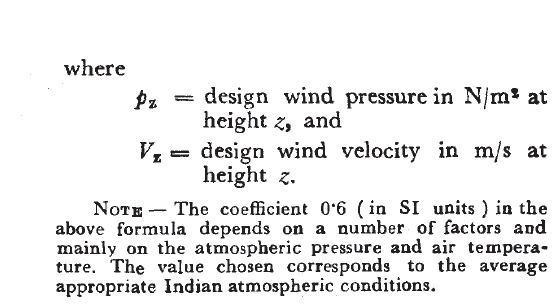 where
p_z = design wind pressure in N/m² at
height z, and
V_z = design wind velocity in m/s at
height z.
NOTE — The coefficient 0·6 ( in SI units ) in the
above formula depends on a number of factors and
mainly on the atmospheric pressure and air tempera-
ture. The value chosen corresponds to the average
appropriate Indian atmospheric conditions.